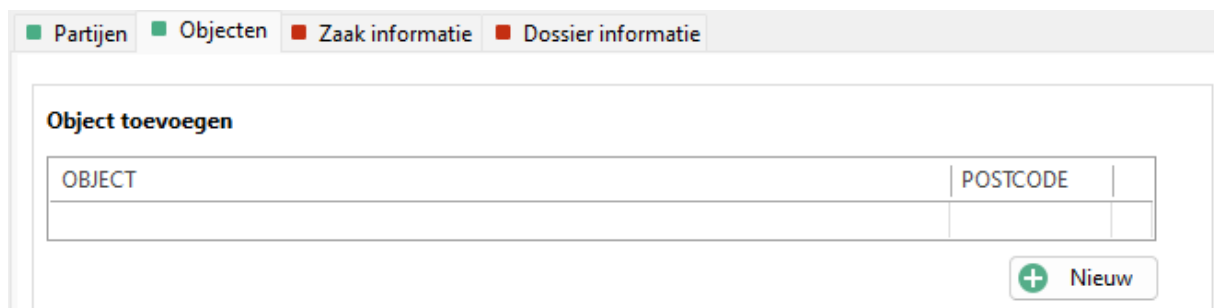 Partijen Objecten Zaak informatie Dossier informatie
Object toevoegen
OBJECT POSTCODE
Nieuw